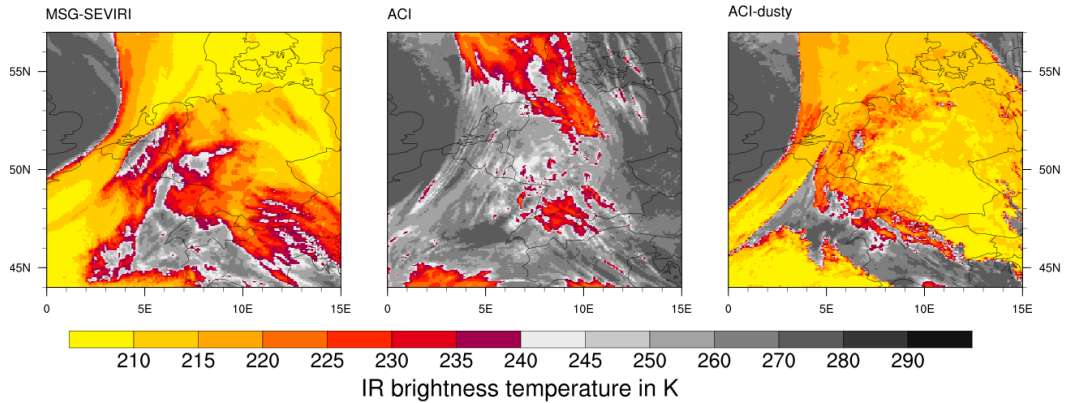 MSG-SEVIRI ACI ACI-dusty
55N 55N
50N 50N
45N 45N
0 5E 10E 15E 0 5E 10E 15E 0 5E 10E 15E
210 215 220 225 230 235 240 245 250 260 270 280 290
IR brightness temperature in K